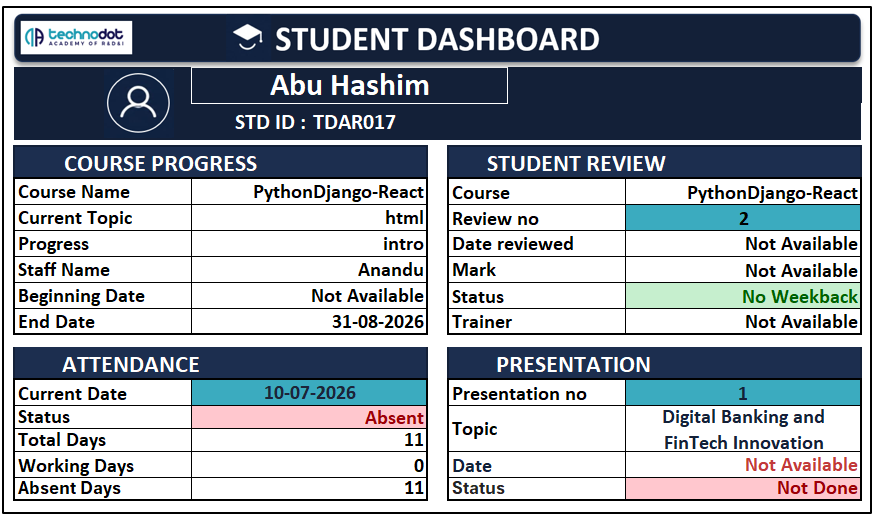 technodot
ACADEMY OF R&D&I
STUDENT DASHBOARD
Abu Hashim
STD ID : TDAR017
COURSE PROGRESS
Course Name PythonDjango-React
Current Topic html
Progress intro
Staff Name Anandu
Beginning Date Not Available
End Date 31-08-2026
STUDENT REVIEW
Course PythonDjango-React
Review no 2
Date reviewed Not Available
Mark Not Available
Status No Weekback
Trainer Not Available
ATTENDANCE
Current Date 10-07-2026
Status Absent
Total Days 11
Working Days 0
Absent Days 11
PRESENTATION
Presentation no 1
Topic Digital Banking and
FinTech Innovation
Date Not Available
Status Not Done